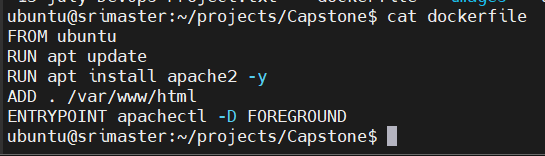 ubuntu@srimaster:~/projects/Capstone$ cat dockerfile
FROM ubuntu
RUN apt update
RUN apt install apache2 -y
ADD . /var/www/html
ENTRYPOINT apachectl -D FOREGROUND
ubuntu@srimaster:~/projects/Capstone$